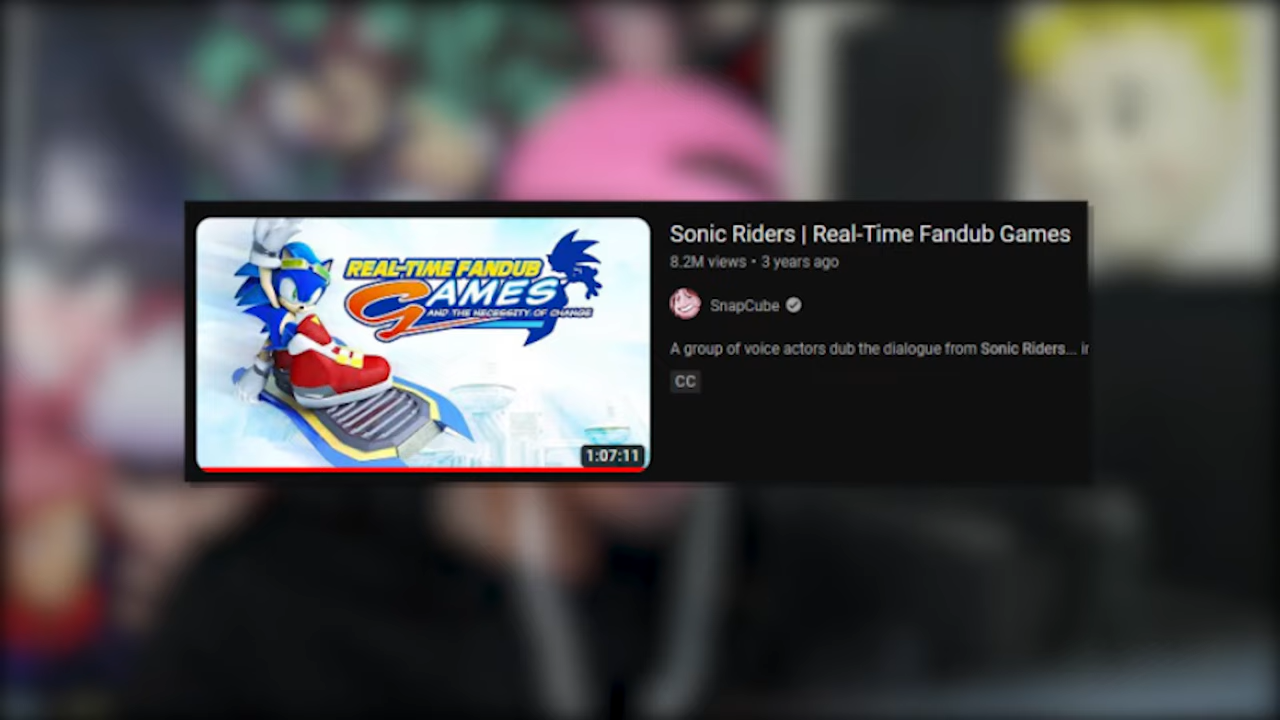 REAL-TIME FANDUB
GAMES
AND THE NECESSITY OF CHANGE
1:07:11
Sonic Riders | Real-Time Fandub Games
8.2M views • 3 years ago
SnapCube
A group of voice actors dub the dialogue from Sonic Riders... ir
CC